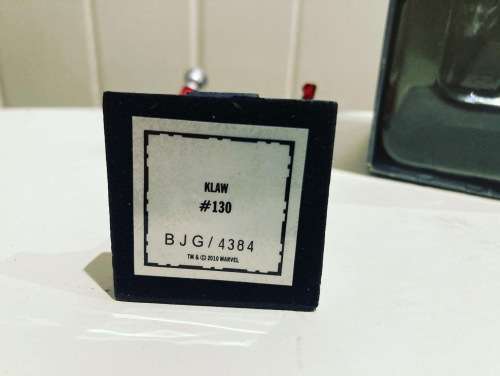 KLAW
#130
BJG/4384
TM & © 2010 MARVEL